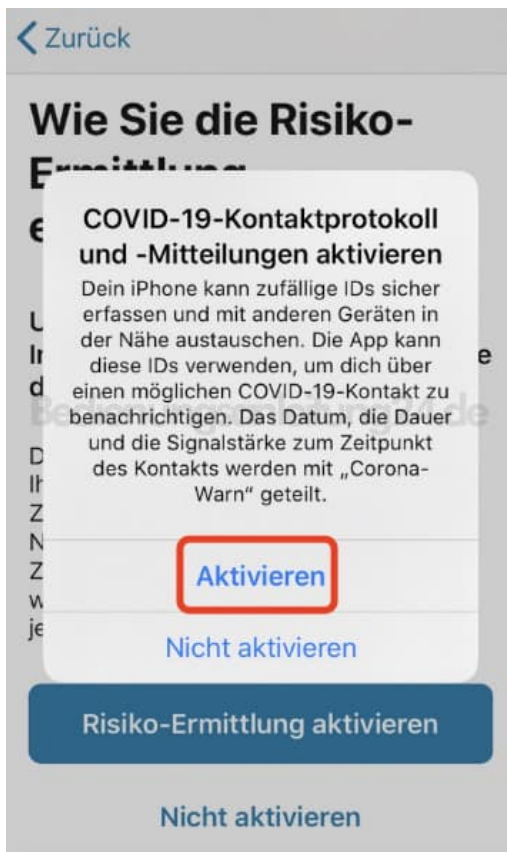 Zurück
Wie Sie die Risiko-
COVID-19-Kontaktprotokoll
und -Mitteilungen aktivieren
Dein iPhone kann zufällige IDs sicher
erfassen und mit anderen Geräten in
der Nähe austauschen. Die App kann
diese IDs verwenden, um dich über
einen möglichen COVID-19-Kontakt zu
benachrichtigen. Das Datum, die Dauer
und die Signalstärke zum Zeitpunkt
des Kontakts werden mit „Corona-
Warn“ geteilt.
Aktivieren
Nicht aktivieren
Risiko-Ermittlung aktivieren
Nicht aktivieren